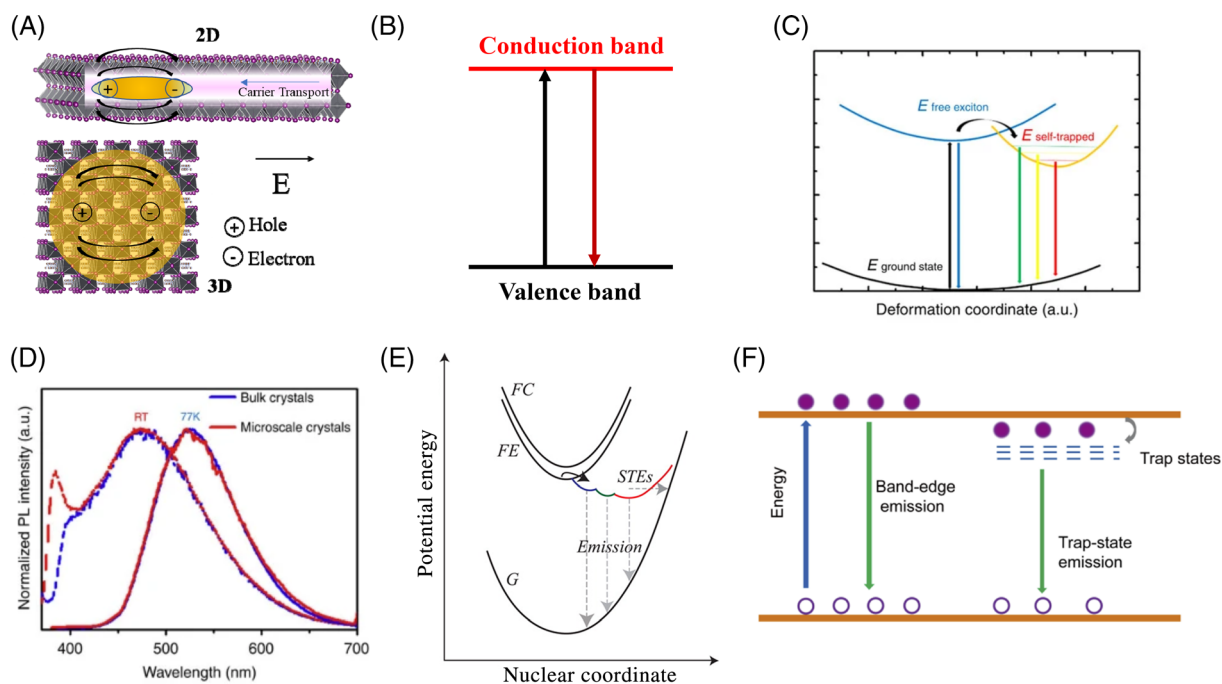 (A)
2D
+
-
Carrier Transport
+
-
E
+ Hole
- Electron
3D
(B)
Conduction band
Valence band
(C)
E free exciton
E self-trapped
E ground state
Deformation coordinate (a.u.)
(D)
Normalized PL intensity (a.u.)
RT
77K
Bulk crystals
Microscale crystals
400
500
600
700
Wavelength (nm)
(E)
Potential energy
FC
FE
STEs
Emission
G
Nuclear coordinate
(F)
Energy
Band-edge
emission
Trap states
Trap-state
emission